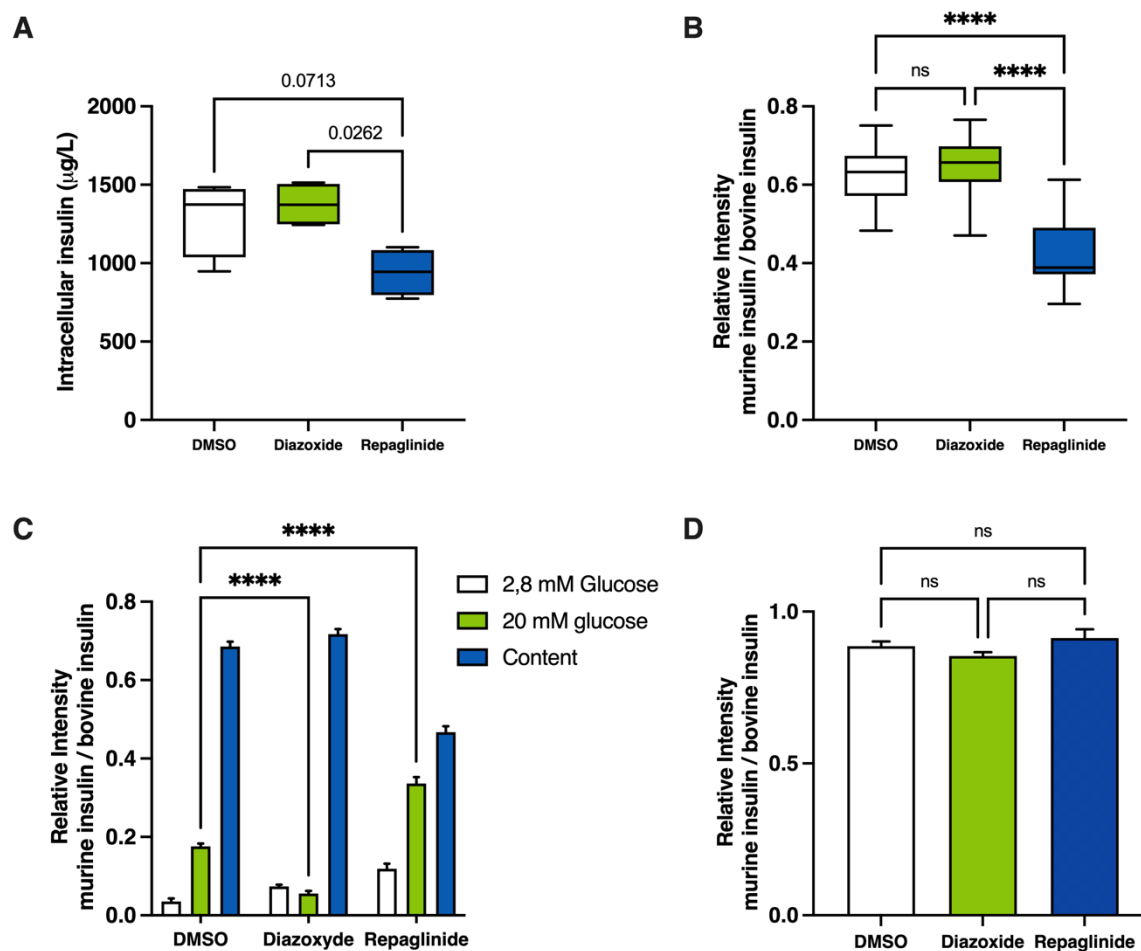 A
0.0713
0.0262
2000
1500
1000
500
0
Intracellular insulin (µg/L)
DMSO Diazoxide Repaglinide
B
****
ns ****
0.8
0.6
0.4
0.2
0.0
Relative Intensity
murine insulin / bovine insulin
DMSO Diazoxide Repaglinide
C
****
****
2,8 mM Glucose
20 mM glucose
Content
0.8
0.6
0.4
0.2
0.0
Relative Intensity
murine insulin / bovine insulin
DMSO Diazoxyde Repaglinide
D
ns
ns ns
1.0
0.5
0.0
Relative Intensity
murine insulin / bovine insulin
DMSO Diazoxide Repaglinide